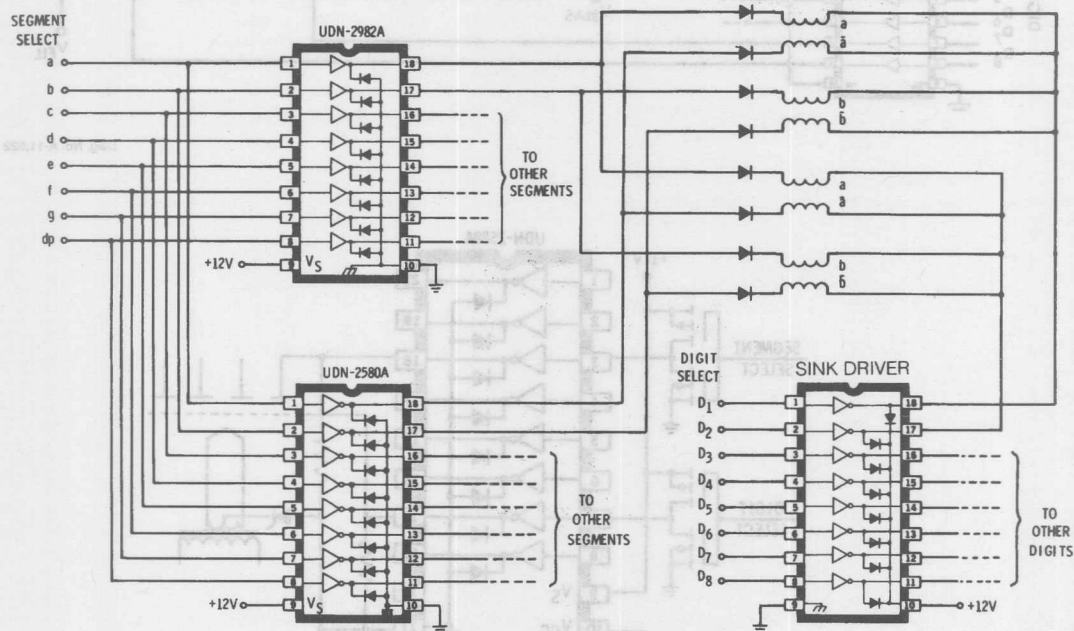 SEGMENT
SELECT
a
b
c
d
e
f
g
dp
+12V
UDN-2982A
1
2
3
4
5
6
7
8
9
VS
18
17
16
15
14
13
12
11
10
TO
OTHER
SEGMENTS
a
ā
b
b̄
a
ā
b
b̄
UDN-2580A
1
2
3
4
5
6
7
8
9
+12V
VS
18
17
16
15
14
13
12
11
10
TO
OTHER
SEGMENTS
DIGIT
SELECT
D1
D2
D3
D4
D5
D6
D7
D8
SINK DRIVER
1
2
3
4
5
6
7
8
9
18
17
16
15
14
13
12
11
10
+12V
TO
OTHER
DIGITS